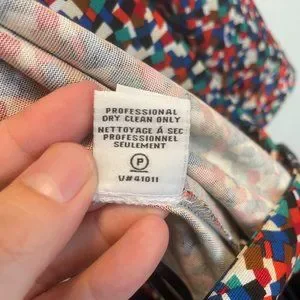 PROFESSIONAL
DRY CLEAN ONLY
NETTOYAGE Á SEC
PROFESSIONNEL
SEULEMENT
P
V#41011